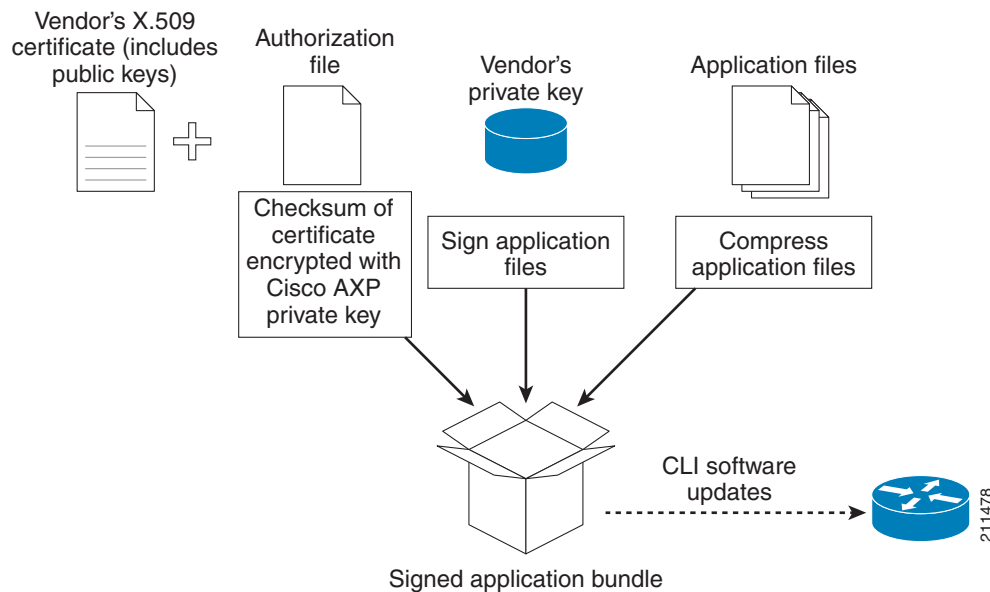 Vendor's X.509
certificate (includes
public keys)
Authorization
file
Vendor's
private key
Application files
Checksum of
certificate
encrypted with
Cisco AXP
private key
Sign application
files
Compress
application files
CLI software
updates
211478
Signed application bundle